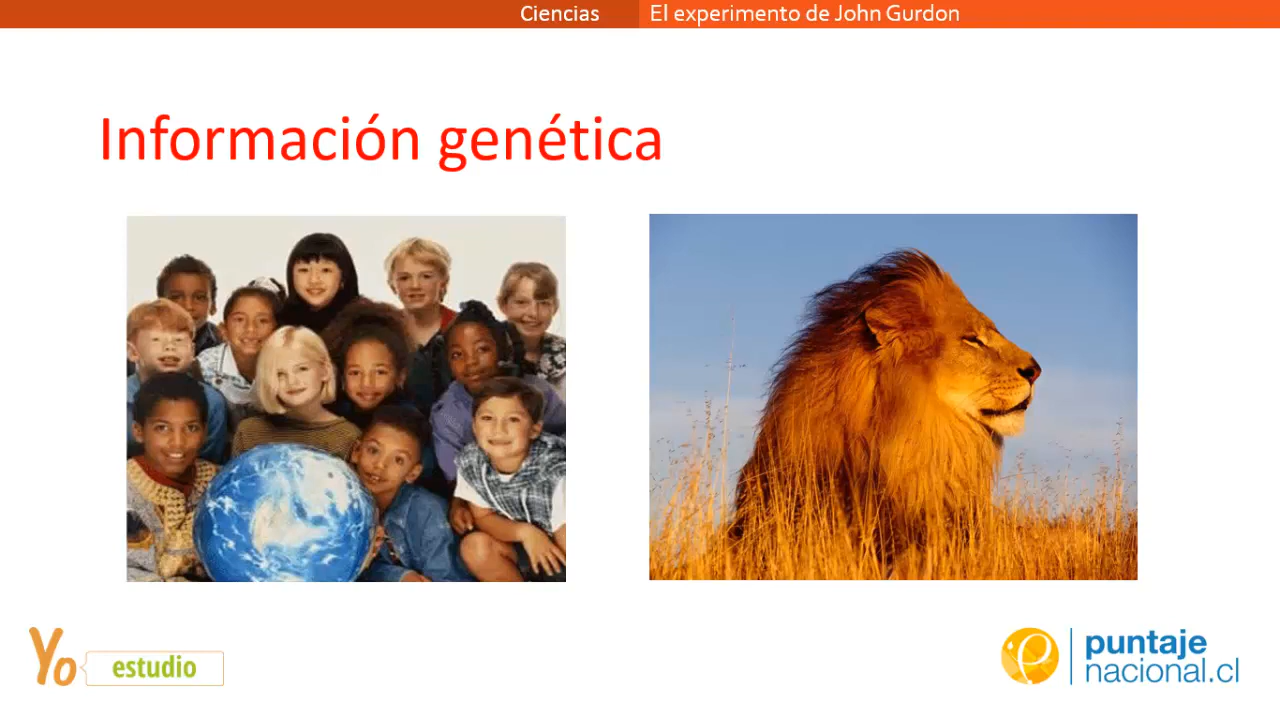 Ciencias
El experimento de John Gurdon
Información genética
Yo
estudio
puntaje
nacional.cl